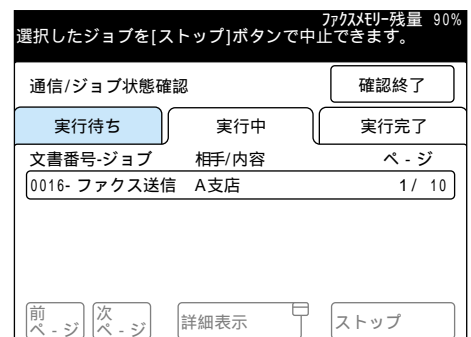 ファクスメモリー残量 90%
選択したジョブを[ストップ]ボタンで中止できます。
通信/ジョブ状態確認
確認終了
実行待ち 実行中 実行完了
文書番号-ジョブ 相手/内容 ペ-ジ
0016- ファクス送信 A支店 1/ 10
前
ペ-ジ
次
ペ-ジ
詳細表示
ストップ